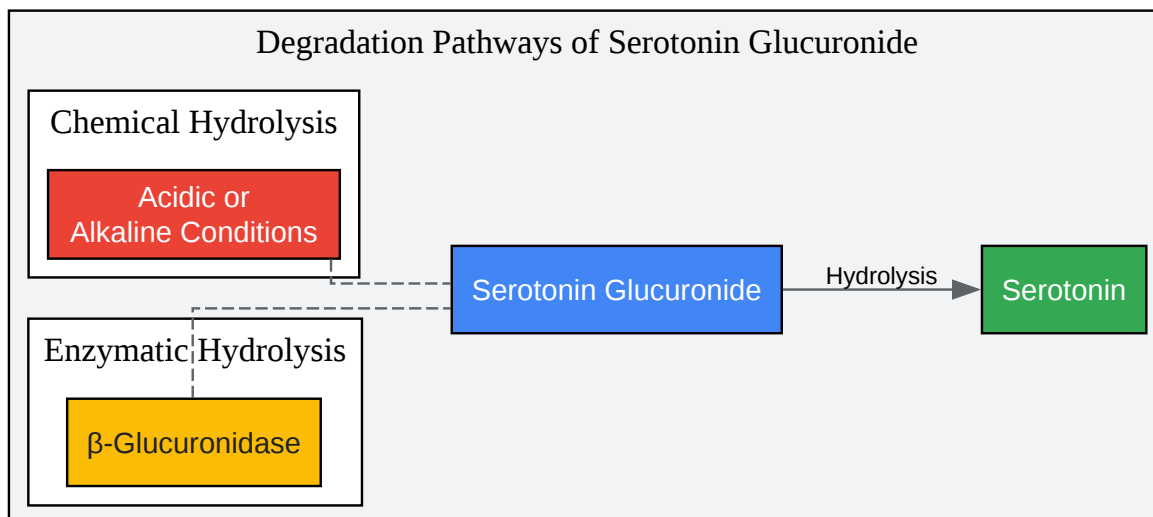 Degradation Pathways of Serotonin Glucuronide
Chemical Hydrolysis
Acidic or
Alkaline Conditions
Enzymatic Hydrolysis
β-Glucuronidase
Serotonin Glucuronide
Hydrolysis
Serotonin